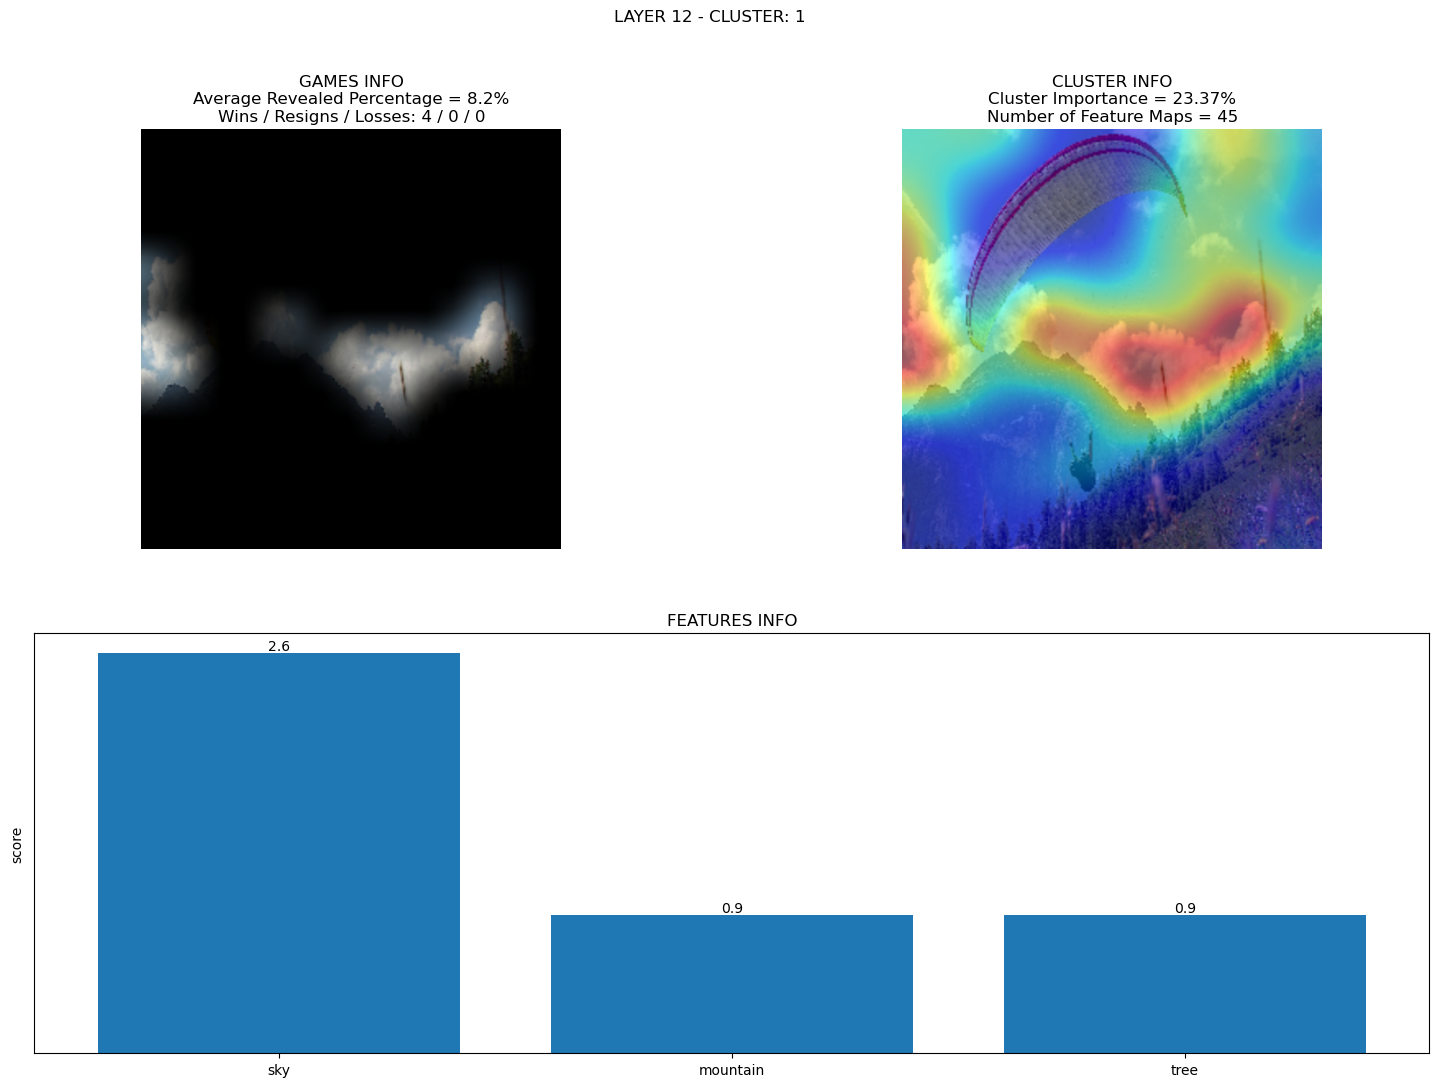 LAYER 12 - CLUSTER: 1
GAMES INFO
Average Revealed Percentage = 8.2%
Wins / Resigns / Losses: 4 / 0 / 0
CLUSTER INFO
Cluster Importance = 23.37%
Number of Feature Maps = 45
FEATURES INFO
score
2.6
0.9
0.9
sky
mountain
tree